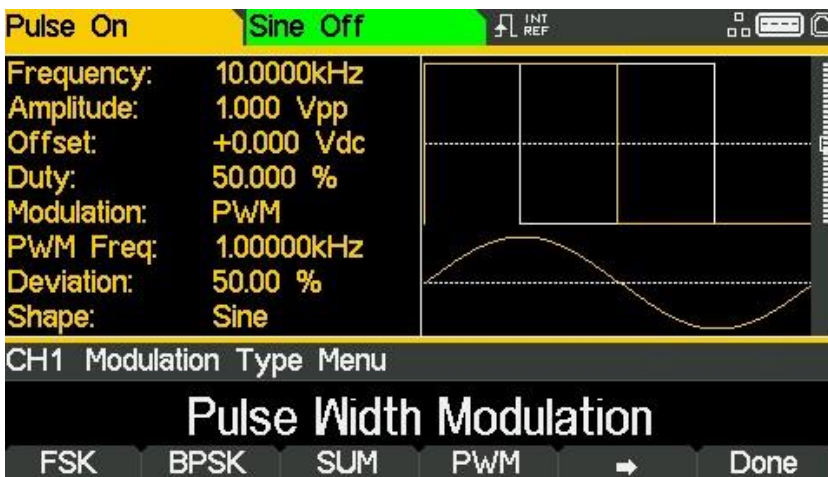 Pulse On Sine Off INT REF
Frequency: 10.0000kHz
Amplitude: 1.000 Vpp
Offset: +0.000 Vdc
Duty: 50.000 %
Modulation: PWM
PWM Freq: 1.00000kHz
Deviation: 50.00 %
Shape: Sine
CH1 Modulation Type Menu
Pulse Width Modulation
FSK BPSK SUM PWM Done